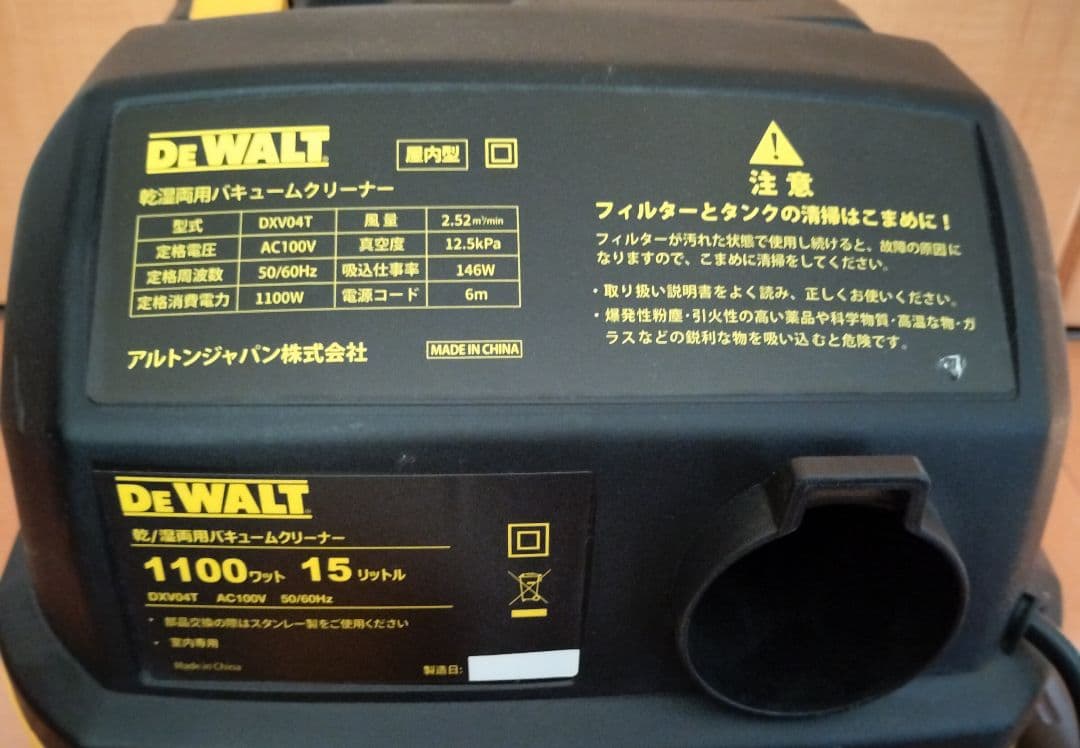 DEWALT
屋内型
乾湿両用バキュームクリーナー
型式 DXV04T 風量 2.52m³/min
定格電圧 AC100V 真空度 12.5kPa
定格周波数 50/60Hz 吸込仕事率 146W
定格消費電力 1100W 電源コード 6m
アルトンジャパン株式会社 MADE IN CHINA
注意
フィルターとタンクの清掃はこまめに！
フィルターが汚れた状態で使用し続けると、故障の原因に
なりますので、こまめに清掃をしてください。
・取り扱い説明書をよく読み、正しくお使いください。
・爆発性粉塵・引火性の高い薬品や科学物質・高温な物・ガ
ラスなどの鋭利な物を吸い込むと危険です。
DEWALT
乾/湿両用バキュームクリーナー
1100ワット 15リットル
DXV04T AC100V 50/60Hz
・部品交換の際はスタンレー製をご使用ください
・室内専用
Made in China
製造日: